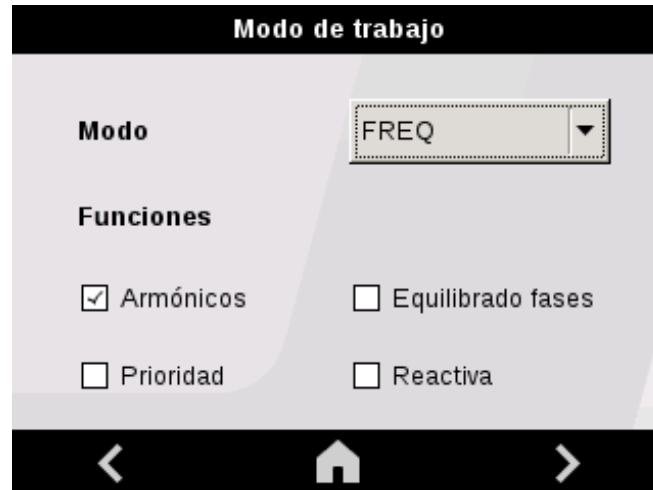 Modo de trabajo
Modo FREQ
Funciones
Armónicos Equilibrado fases
Prioridad Reactiva